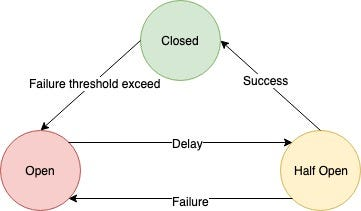 Closed
Failure threshold exceed
Success
Delay
Open
Half Open
Failure